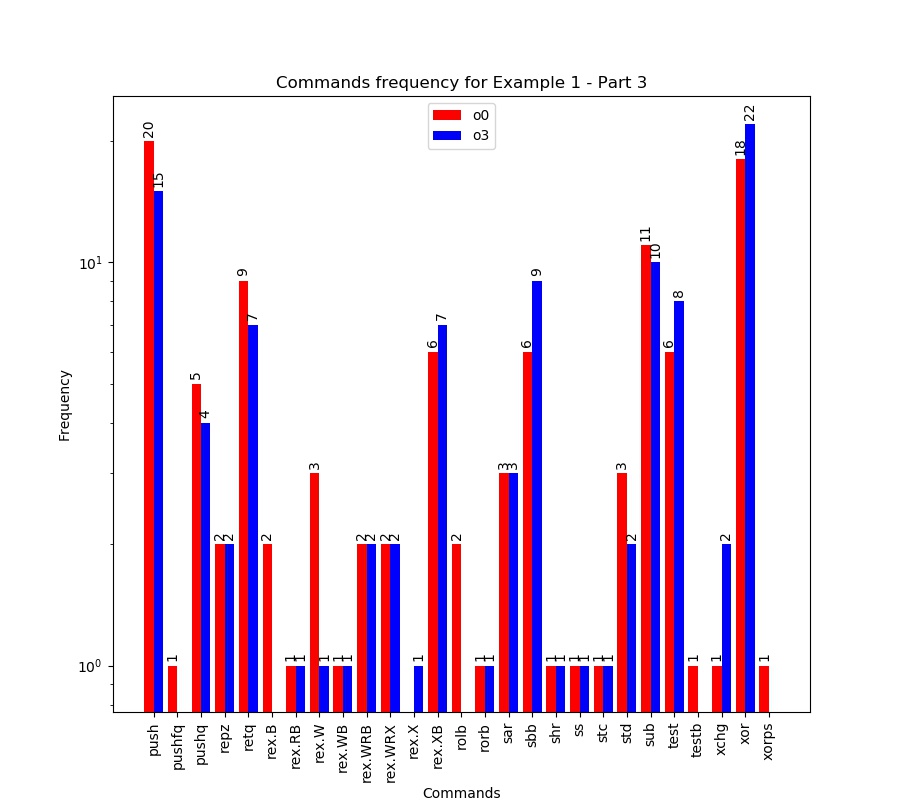 Commands frequency for Example 1 - Part 3
o0
o3
20
15
1
5
4
2
2
9
7
2
1
1
3
1
1
1
2
2
2
2
1
6
7
2
1
1
3
3
6
9
1
1
1
1
1
1
3
2
11
10
6
8
1
1
2
18
22
1
10¹
10⁰
Frequency
push
pushfq
pushq
repz
retq
rex.B
rex.RB
rex.W
rex.WB
rex.WRB
rex.WRX
rex.X
rex.XB
rolb
rorb
sar
sbb
shr
ss
stc
std
sub
test
testb
xchg
xor
xorps
Commands